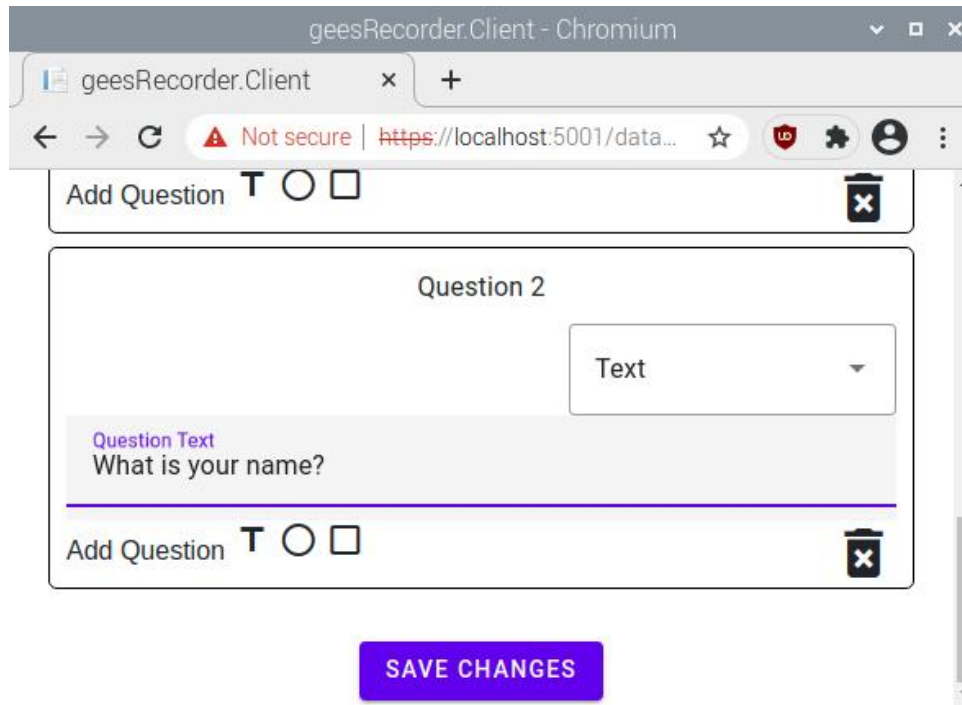 geesRecorder.Client - Chromium
geesRecorder.Client
Not secure | https://localhost:5001/data...
Add Question T
Question 2
Text
Question Text
What is your name?
Add Question T
SAVE CHANGES